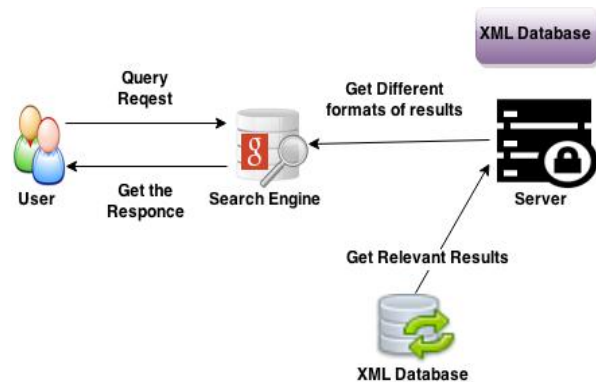 XML Database
Query
Reqest
Get Different
formats of results
g
Get the
Responce
User
Search Engine
Server
Get Relevant Results
XML Database